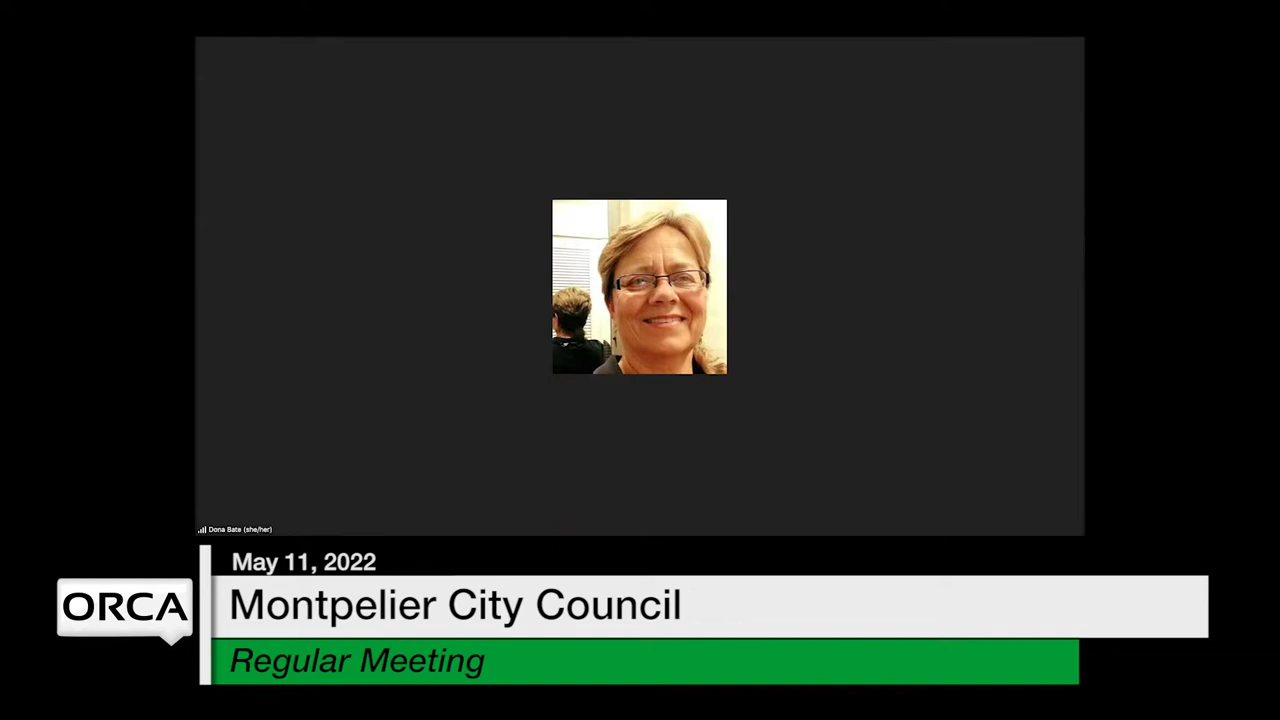 Dona Bate (she/her)
May 11, 2022
ORCA
Montpelier City Council
Regular Meeting